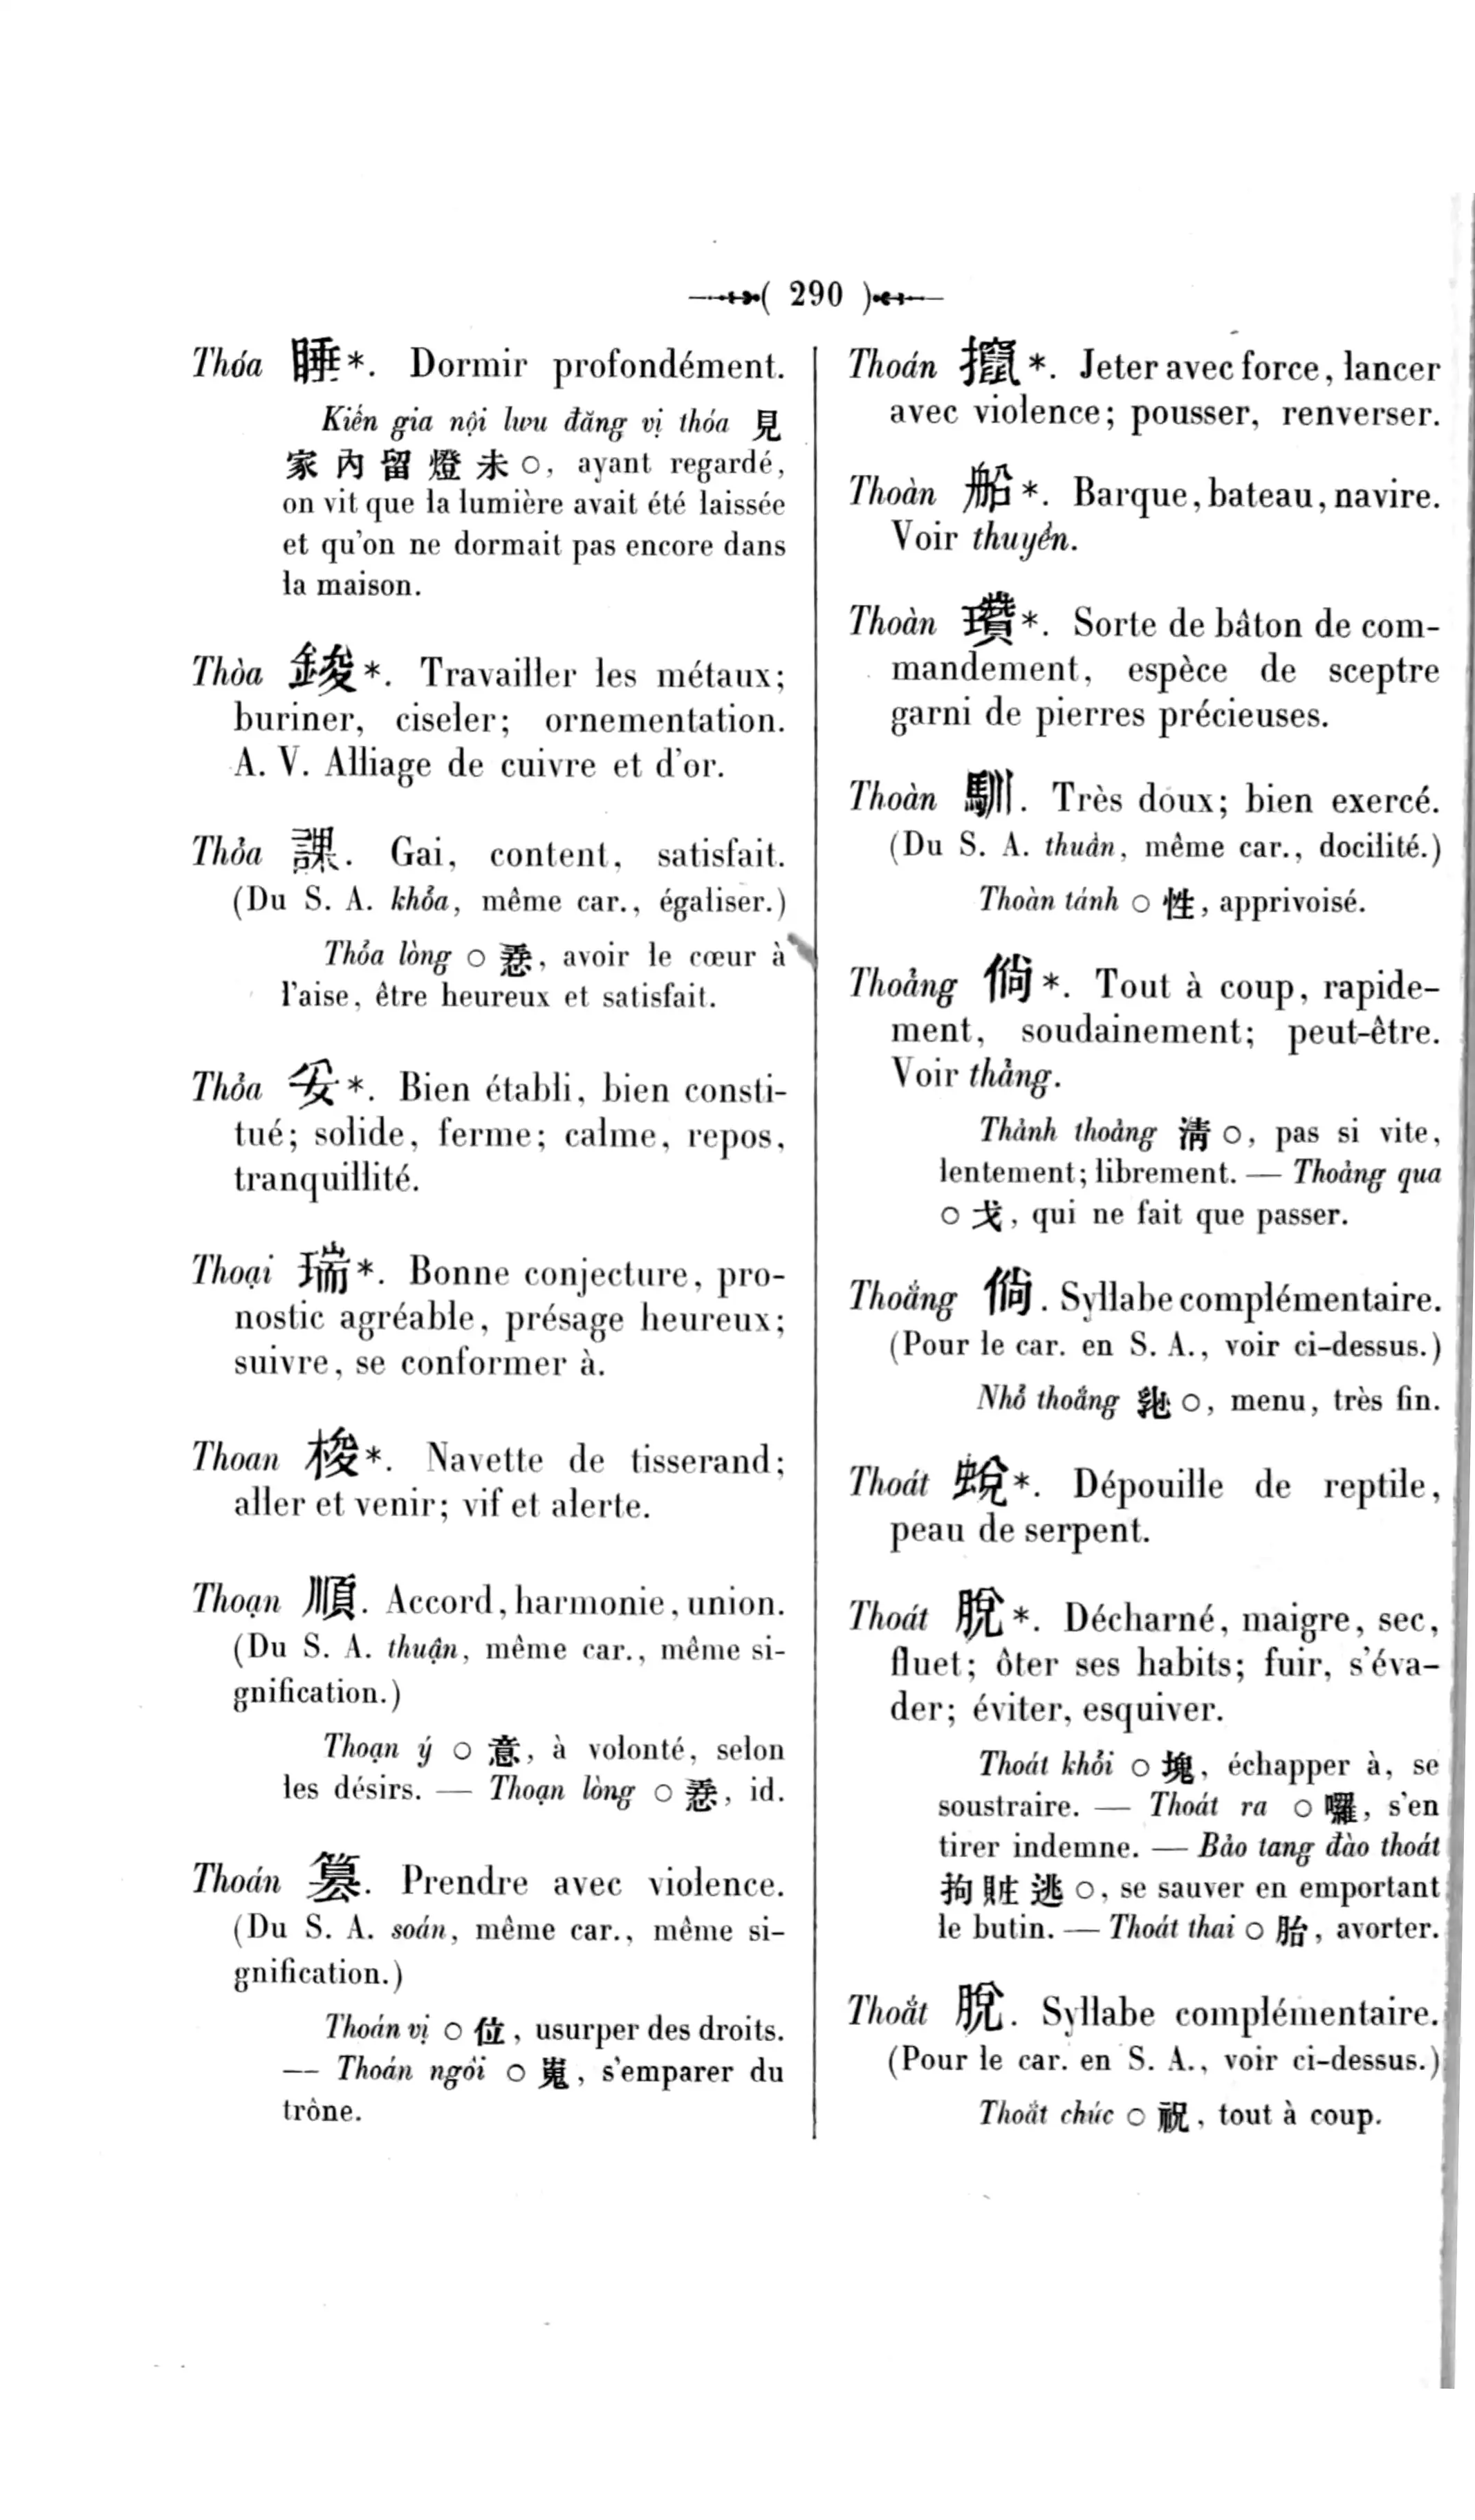 ( 290 )
Thóa 睡*. Dormir profondément.
Kiến gia nội lưu đăng vị thóa 見
家 內 留 燈 未 ○, ayant regardé,
on vit que la lumière avait été laissée
et qu'on ne dormait pas encore dans
la maison.
Thòa 鋑*. Travailler les métaux;
buriner, ciseler; ornementation.
A. V. Alliage de cuivre et d'or.
Thỏa 課. Gai, content, satisfait.
(Du S. A. khỏa, même car., égaliser.)
Thỏa lòng ○ , avoir le cœur à
l'aise, être heureux et satisfait.
Thỏa 妥*. Bien établi, bien consti-
tué; solide, ferme; calme, repos,
tranquillité.
Thoại 瑞*. Bonne conjecture, pro-
nostic agréable, présage heureux;
suivre, se conformer à.
Thoan 梭*. Navette de tisserand;
aller et venir; vif et alerte.
Thoạn 順. Accord, harmonie, union.
(Du S. A. thuận, même car., même si-
gnification.)
Thoạn ý ○ 意, à volonté, selon
les désirs. — Thoạn lòng ○ , id.
Thoán 篡. Prendre avec violence.
(Du S. A. soán, même car., même si-
gnification.)
Thoán vị ○ 位, usurper des droits.
— Thoán ngôi ○ 嵬, s'emparer du
trône.
Thoán 攛*. Jeter avec force, lancer
avec violence; pousser, renverser.
Thoàn 船*. Barque, bateau, navire.
Voir thuyền.
Thoàn 瓚*. Sorte de bâton de com-
mandement, espèce de sceptre
garni de pierres précieuses.
Thoàn 馴. Très doux; bien exercé.
(Du S. A. thuần, même car., docilité.)
Thoàn tánh ○ 性, apprivoisé.
Thoảng 倘*. Tout à coup, rapide-
ment, soudainement; peut-être.
Voir thảng.
Thảnh thoảng 淸 ○, pas si vite,
lentement; librement. — Thoảng qua
○ 戈, qui ne fait que passer.
Thoẳng 倘. Syllabe complémentaire.
(Pour le car. en S. A., voir ci-dessus.)
Nhỏ thoẳng ○, menu, très fin.
Thoát 蛻*. Dépouille de reptile,
peau de serpent.
Thoát 脫*. Décharné, maigre, sec,
fluet; ôter ses habits; fuir, s'éva-
der; éviter, esquiver.
Thoát khỏi ○ 塊, échapper à, se
soustraire. — Thoát ra ○ 囉, s'en
tirer indemne. — Bảo tang đào thoát
拘 賍 逃 ○, se sauver en emportant
le butin. — Thoát thai ○ 胎, avorter.
Thoắt 脫. Syllabe complémentaire.
(Pour le car. en S. A., voir ci-dessus.)
Thoắt chúc ○ 祝, tout à coup.